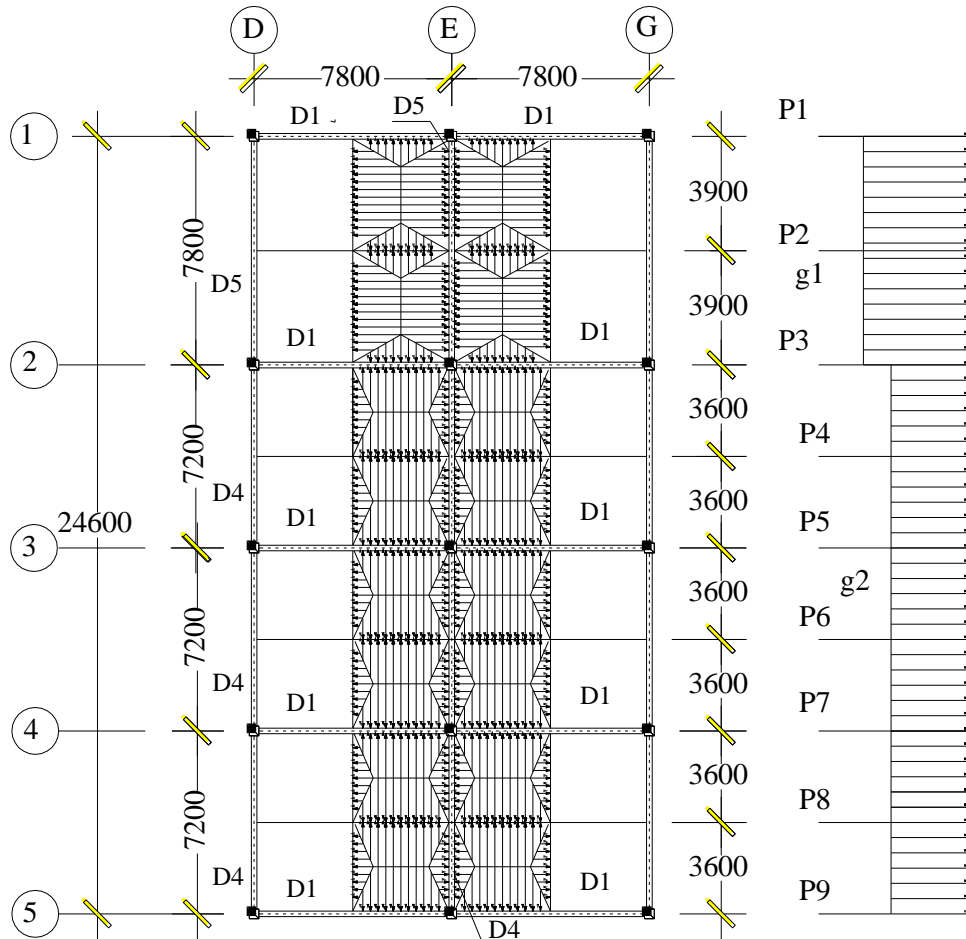 D E G
7800 7800
D1 D5 D1 P1
1
3900
7800 P2
D5 g1
3900
D1 D1 P3
2
3600
7200 P4
D4 3600
24600 D1 D1 P5
3
3600 g2
7200 P6
D4 3600
D1 D1 P7
4
3600
7200 P8
D4 3600
D1 D1 P9
5
D4